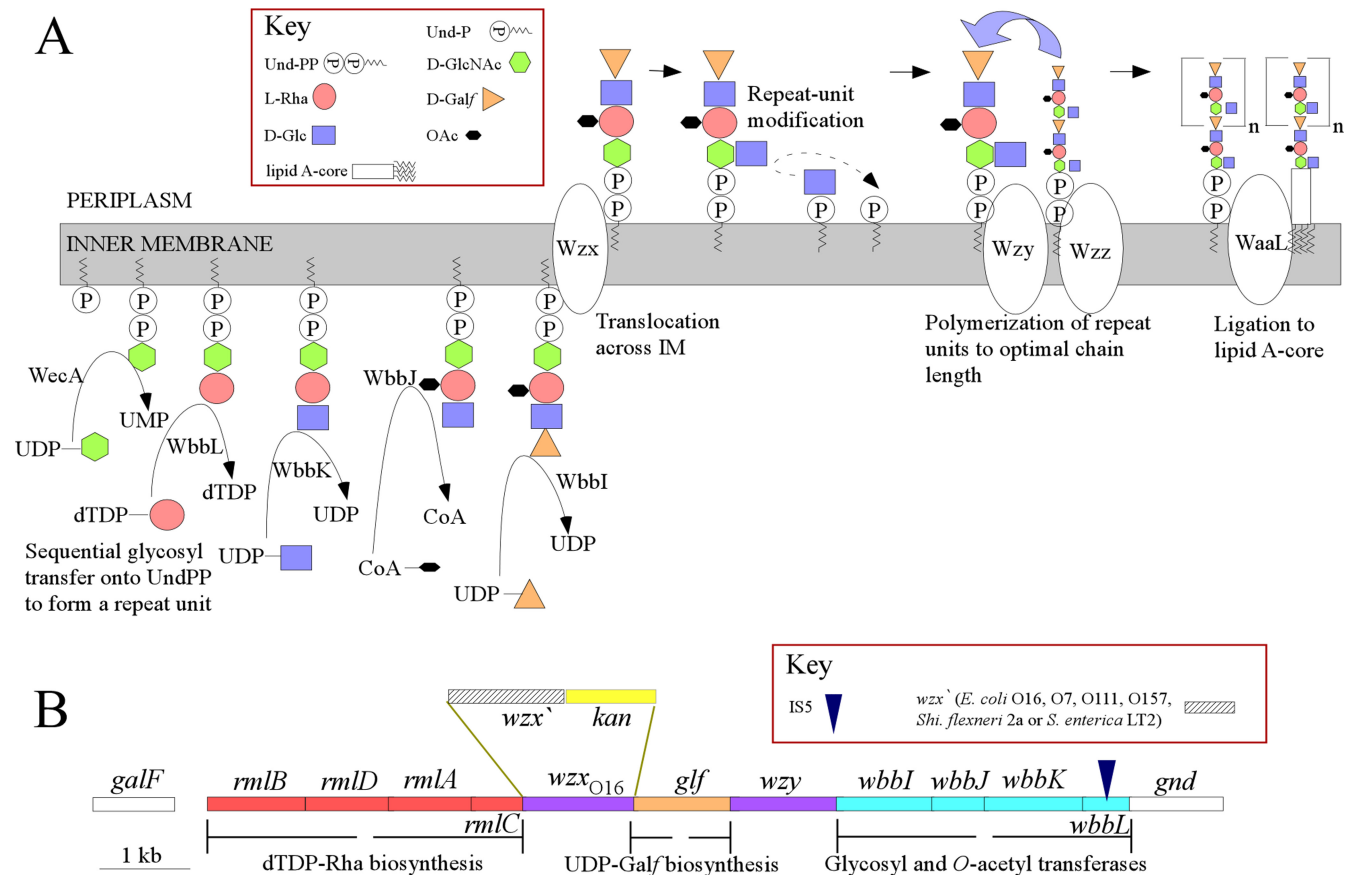 A
Key
Und-P P
Und-PP P P
D-GlcNAc
L-Rha
D-Galf
D-Glc
OAc
lipid A-core
Repeat-unit
modification
n
n
P P P P P P P P
P P P P
PERIPLASM
INNER MEMBRANE
Wzx
Wzy
Wzz
WaaL
P P P P P P
P P P P P
Translocation
across IM
Polymerization of repeat
units to optimal chain
length
Ligation to
lipid A-core
WecA
UMP
UDP
WbbL
dTDP
dTDP
WbbK
UDP
UDP
WbbJ
CoA
CoA
WbbI
UDP
UDP
Sequential glycosyl
transfer onto UndPP
to form a repeat unit
B
Key
IS5
wzx` (E. coli O16, O7, O111, O157,
Shi. flexneri 2a or S. enterica LT2)
wzx` kan
galF rmlB rmlD rmlA wzxO16 glf wzy wbbI wbbJ wbbK gnd
rmlC wbbL
1 kb
dTDP-Rha biosynthesis
UDP-Galf biosynthesis
Glycosyl and O-acetyl transferases